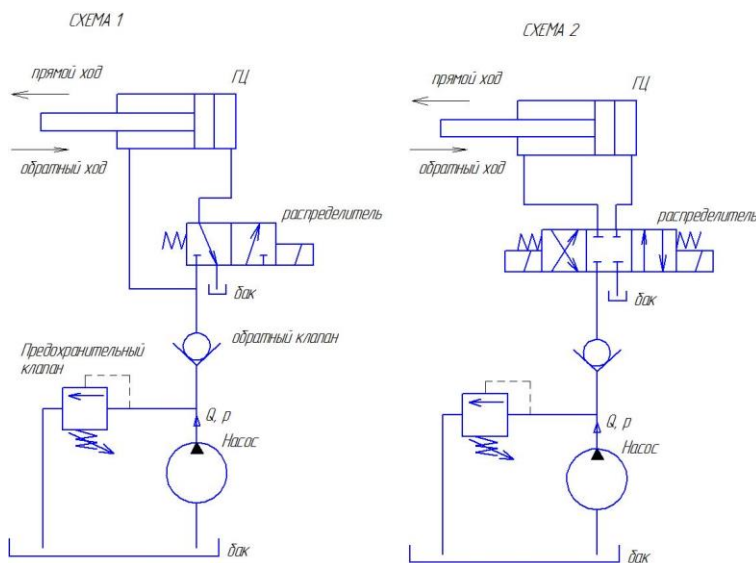 СХЕМА 1
прямой ход
ГЦ
обратный ход
распределитель
бак
обратный клапан
Предохранительный
клапан
Q, p
Насос
бак
СХЕМА 2
прямой ход
ГЦ
обратный ход
распределитель
бак
Q, p
Насос
бак